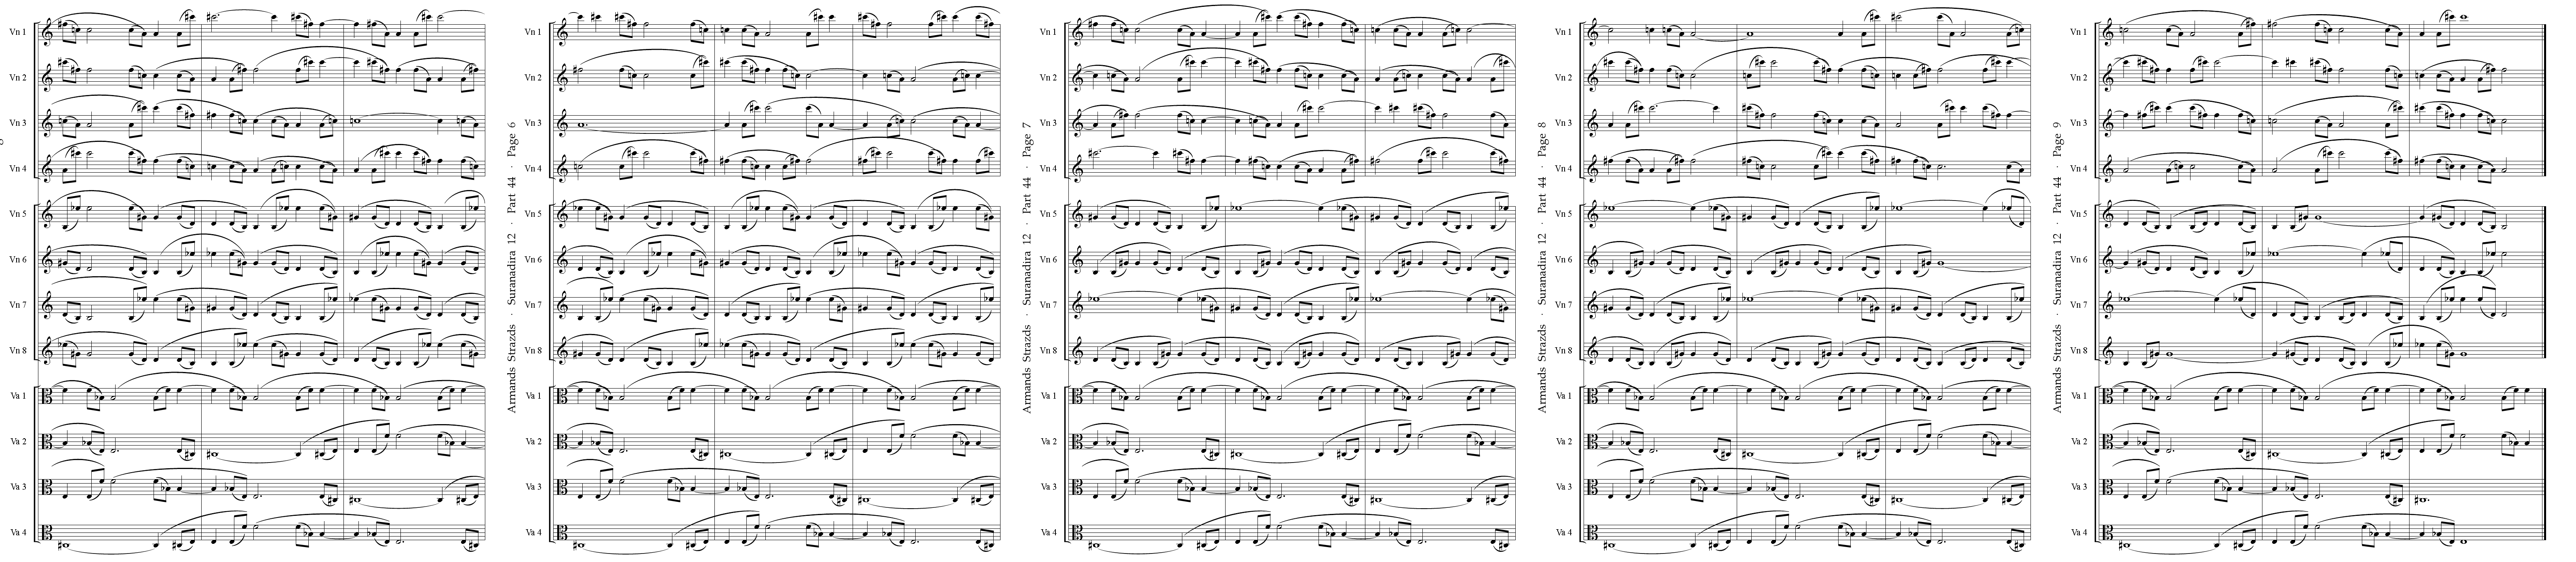 Vn 1
Vn 2
Vn 3
Vn 4
Vn 5
Vn 6
Vn 7
Vn 8
Va 1
Va 2
Va 3
Va 4
Armands Strazds · Suranadira 12 · Part 44 · Page 6
Vn 1
Vn 2
Vn 3
Vn 4
Vn 5
Vn 6
Vn 7
Vn 8
Va 1
Va 2
Va 3
Va 4
Armands Strazds · Suranadira 12 · Part 44 · Page 7
Vn 1
Vn 2
Vn 3
Vn 4
Vn 5
Vn 6
Vn 7
Vn 8
Va 1
Va 2
Va 3
Va 4
Armands Strazds · Suranadira 12 · Part 44 · Page 8
Vn 1
Vn 2
Vn 3
Vn 4
Vn 5
Vn 6
Vn 7
Vn 8
Va 1
Va 2
Va 3
Va 4
Armands Strazds · Suranadira 12 · Part 44 · Page 9
Vn 1
Vn 2
Vn 3
Vn 4
Vn 5
Vn 6
Vn 7
Vn 8
Va 1
Va 2
Va 3
Va 4